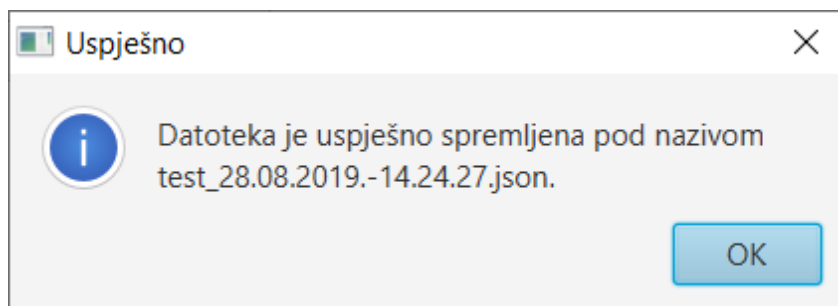 Uspješno
Datoteka je uspješno spremljena pod nazivom
test_28.08.2019.-14.24.27.json.
OK